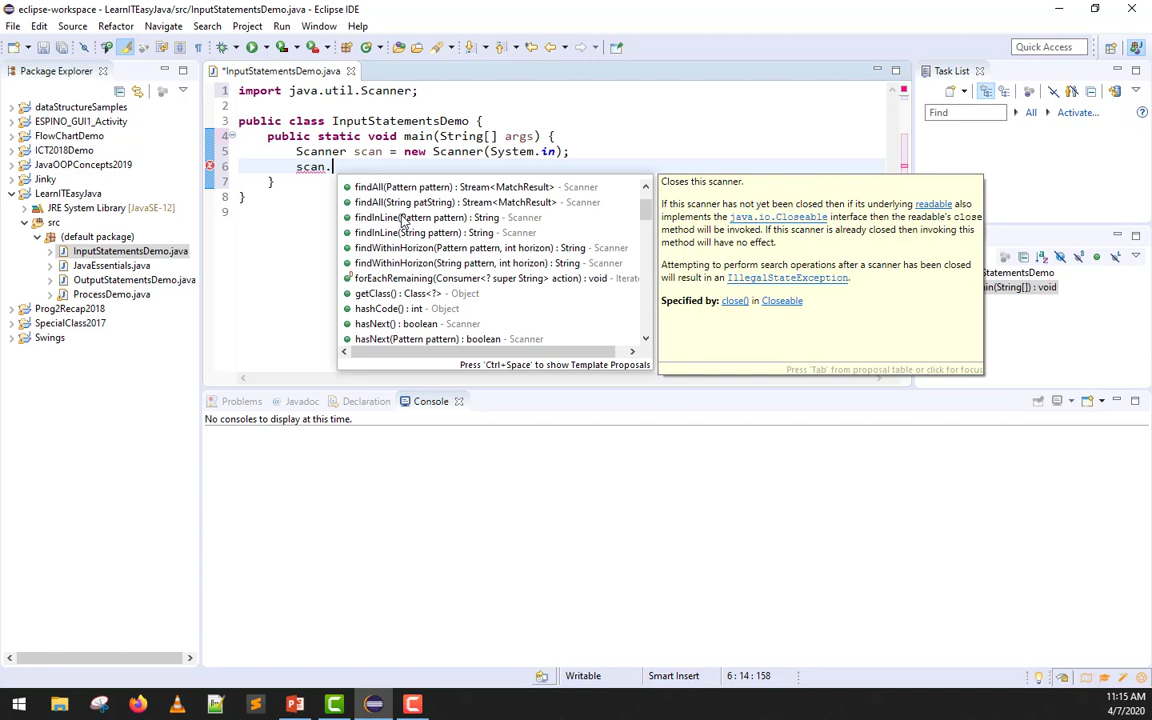 eclipse-workspace - LearnITEasyJava/src/InputStatementsDemo.java - Eclipse IDE
File Edit Source Refactor Navigate Search Project Run Window Help
Quick Access
Package Explorer
dataStructureSamples
ESPINO_GUI1_Activity
FlowChartDemo
ICT2018Demo
JavaOOPConcepts2019
Jinky
LearnITEasyJava
JRE System Library [JavaSE-12]
src
(default package)
InputStatementsDemo.java
JavaEssentials.java
OutputStatementsDemo.java
ProcessDemo.java
Prog2Recap2018
SpecialClass2017
Swings
*InputStatementsDemo.java
1 import java.util.Scanner;
2
3 public class InputStatementsDemo {
4 public static void main(String[] args) {
5 Scanner scan = new Scanner(System.in);
6 scan.
7 }
8 }
9
findAll(Pattern pattern) : Stream<MatchResult> - Scanner
findAll(String patString) : Stream<MatchResult> - Scanner
findInLine(Pattern pattern) : String - Scanner
findInLine(String pattern) : String - Scanner
findWithinHorizon(Pattern pattern, int horizon) : String - Scanner
findWithinHorizon(String pattern, int horizon) : String - Scanner
forEachRemaining(Consumer<? super String> action) : void - Iterato
getClass() : Class<?> - Object
hashCode() : int - Object
hasNext() : boolean - Scanner
hasNext(Pattern pattern) : boolean - Scanner
Press 'Ctrl+Space' to show Template Proposals
Closes this scanner.
If this scanner has not yet been closed then if its underlying readable also
implements the java.io.Closeable interface then the readable's close
method will be invoked. If this scanner is already closed then invoking this
method will have no effect.
Attempting to perform search operations after a scanner has been closed
will result in an IllegalStateException.
Specified by: close() in Closeable
Press 'Tab' from proposal table or click for focus
Task List
Find All Activate...
StatementsDemo
main(String[]) : void
Problems Javadoc Declaration Console
No consoles to display at this time.
Writable Smart Insert 6 : 14 : 158
11:15 AM
4/7/2020